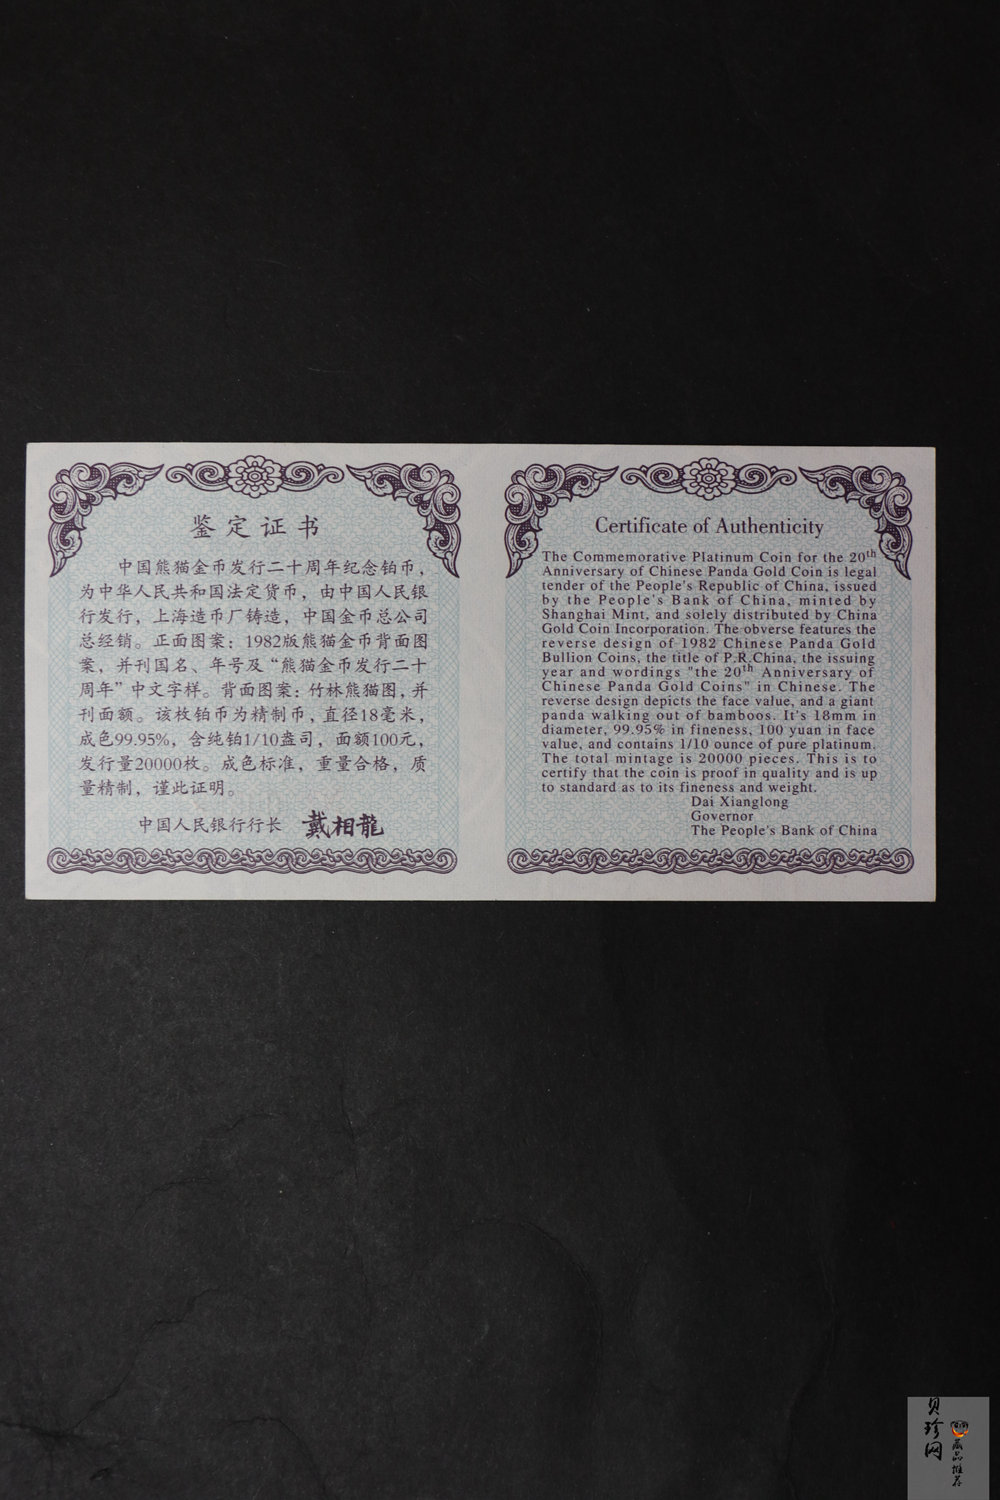 鉴定证书
中国熊猫金币发行二十周年纪念铂币，
为中华人民共和国法定货币，由中国人民银
行发行，上海造币厂铸造，中国金币总公司
总经销。正面图案：1982版熊猫金币背面图
案，并刊国名、年号及“熊猫金币发行二十
周年”中文字样。背面图案：竹林熊猫图，并
刊面额。该枚铂币为精制币，直径18毫米，
成色99.95%，含纯铂1/10盎司，面额100元，
发行量20000枚。成色标准，重量合格，质
量精制，谨此证明。
中国人民银行行长 戴相龍
Certificate of Authenticity
The Commemorative Platinum Coin for the 20th
Anniversary of Chinese Panda Gold Coin is legal
tender of the People's Republic of China, issued
by the People's Bank of China, minted by
Shanghai Mint, and solely distributed by China
Gold Coin Incorporation. The obverse features the
reverse design of 1982 Chinese Panda Gold
Bullion Coins, the title of P.R.China, the issuing
year and wordings "the 20th Anniversary of
Chinese Panda Gold Coins" in Chinese. The
reverse design depicts the face value, and a giant
panda walking out of bamboos. It's 18mm in
diameter, 99.95% in fineness, 100 yuan in face
value, and contains 1/10 ounce of pure platinum.
The total mintage is 20000 pieces. This is to
certify that the coin is proof in quality and is up
to standard as to its fineness and weight.
Dai Xianglong
Governor
The People's Bank of China
贝珍网
藏品推荐